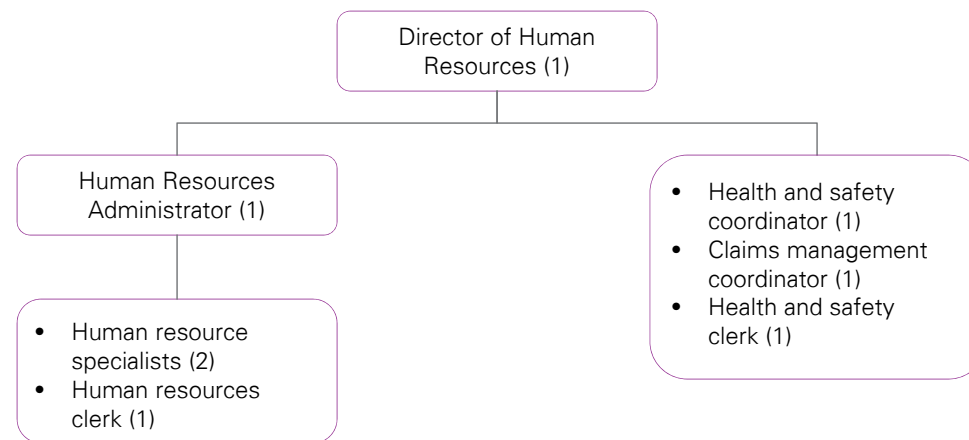 Director of Human
Resources (1)
Human Resources
Administrator (1)
• Human resource
specialists (2)
• Human resources
clerk (1)
• Health and safety
coordinator (1)
• Claims management
coordinator (1)
• Health and safety
clerk (1)